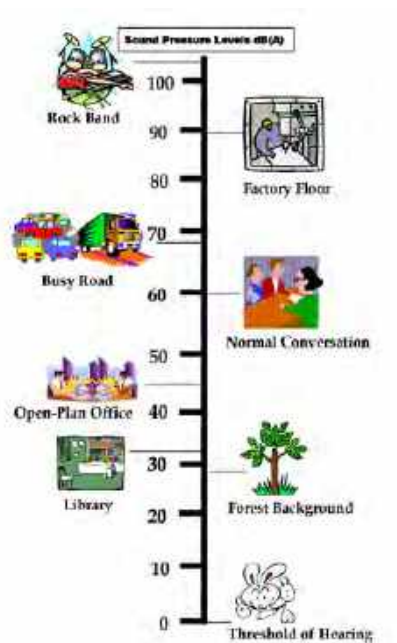 Sound Pressure Levels dB(A)
100
Rock Band
90
Factory Floor
80
70
Busy Road
60
Normal Conversation
50
Open-Plan Office
40
30
Library
Forest Background
20
10
0
Threshold of Hearing